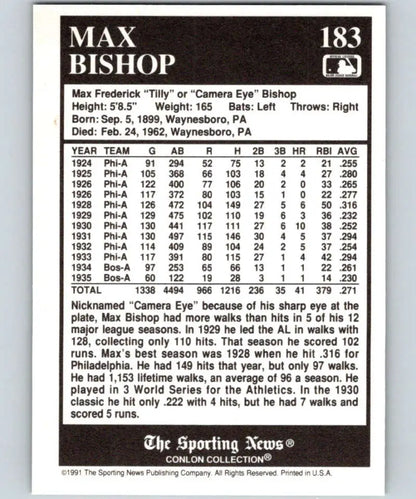 MAX
BISHOP
183
Max Frederick "Tilly" or "Camera Eye" Bishop
Height: 5'8.5" Weight: 165 Bats: Left Throws: Right
Born: Sep. 5, 1899, Waynesboro, PA
Died: Feb. 24, 1962, Waynesboro, PA
YEAR TEAM G AB R H 2B 3B HR RBI AVG
1924 Phi-A 91 294 52 75 13 2 2 21 .255
1925 Phi-A 105 368 66 103 18 4 4 27 .280
1926 Phi-A 122 400 77 106 20 2 0 33 .265
1927 Phi-A 117 372 80 103 15 1 0 22 .277
1928 Phi-A 126 472 104 149 27 5 6 50 .316
1929 Phi-A 129 475 102 110 19 6 3 36 .232
1930 Phi-A 130 441 117 111 27 6 10 38 .252
1931 Phi-A 130 497 115 146 30 4 5 37 .294
1932 Phi-A 114 409 89 104 24 2 5 37 .254
1933 Phi-A 117 391 80 115 27 1 4 42 .294
1934 Bos-A 97 253 65 66 13 1 1 22 .261
1935 Bos-A 60 122 19 28 3 1 1 14 .230
TOTAL 1338 4494 966 1216 236 35 41 379 .271
Nicknamed "Camera Eye" because of his sharp eye at the
plate, Max Bishop had more walks than hits in 5 of his 12
major league seasons. In 1929 he led the AL in walks with
128, collecting only 110 hits. That season he scored 102
runs. Max's best season was 1928 when he hit .316 for
Philadelphia. He had 149 hits that year, but only 97 walks.
He had 1,153 lifetime walks, an average of 96 a season. He
played in 3 World Series for the Athletics. In the 1930
classic he hit only .222 with 4 hits, but he had 7 walks and
scored 5 runs.
The Sporting News®
CONLON COLLECTION®
©1991 The Sporting News Publishing Company. All Rights Reserved. Printed in U.S.A.